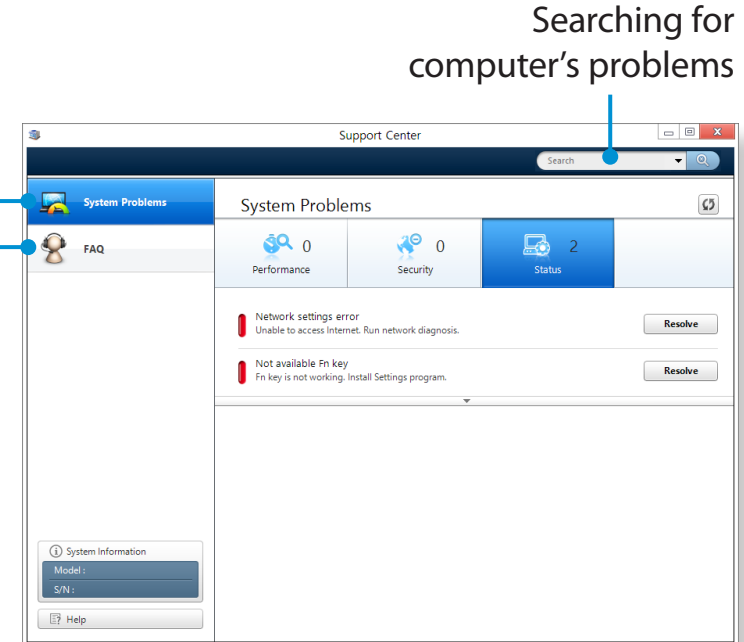 Searching for
computer’s problems
Support Center
Search
System Problems
FAQ
System Problems
0
Performance
0
Security
2
Status
Network settings error
Unable to access Internet. Run network diagnosis.
Resolve
Not available Fn key
Fn key is not working. Install Settings program.
Resolve
System Information
Model :
S/N :
Help